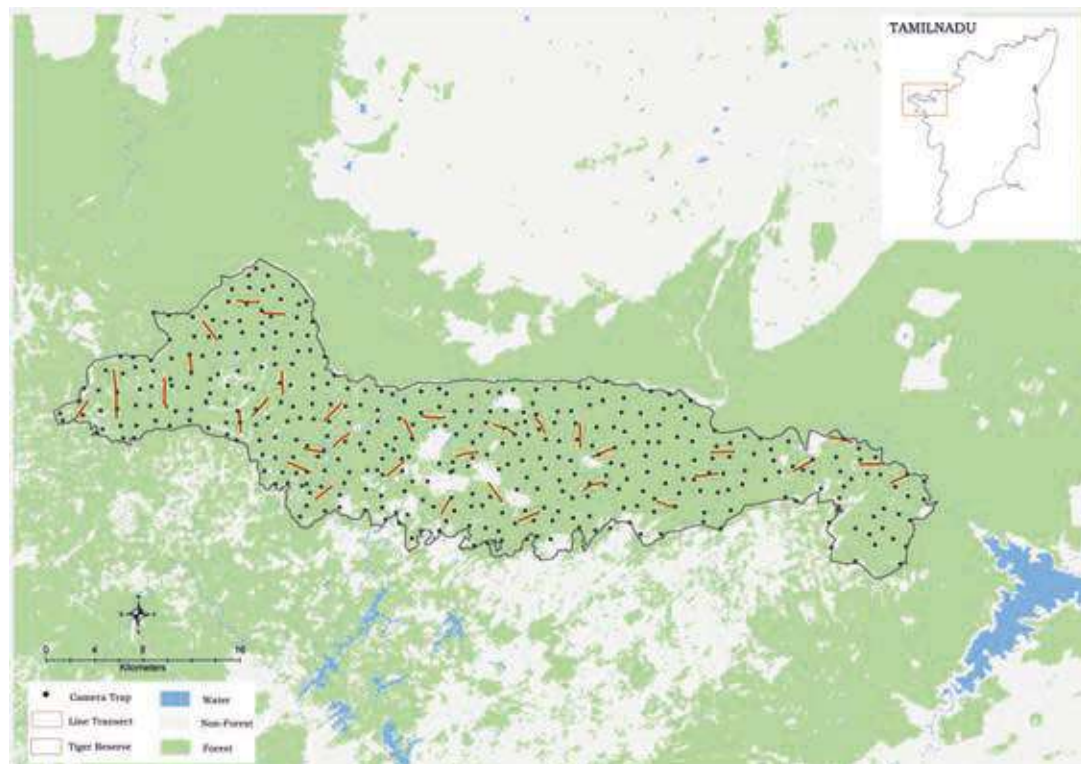 TAMILNADU
0 4 8 16
Kilometers
Camera Trap
Water
Line Transect
Non-Forest
Tiger Reserve
Forest